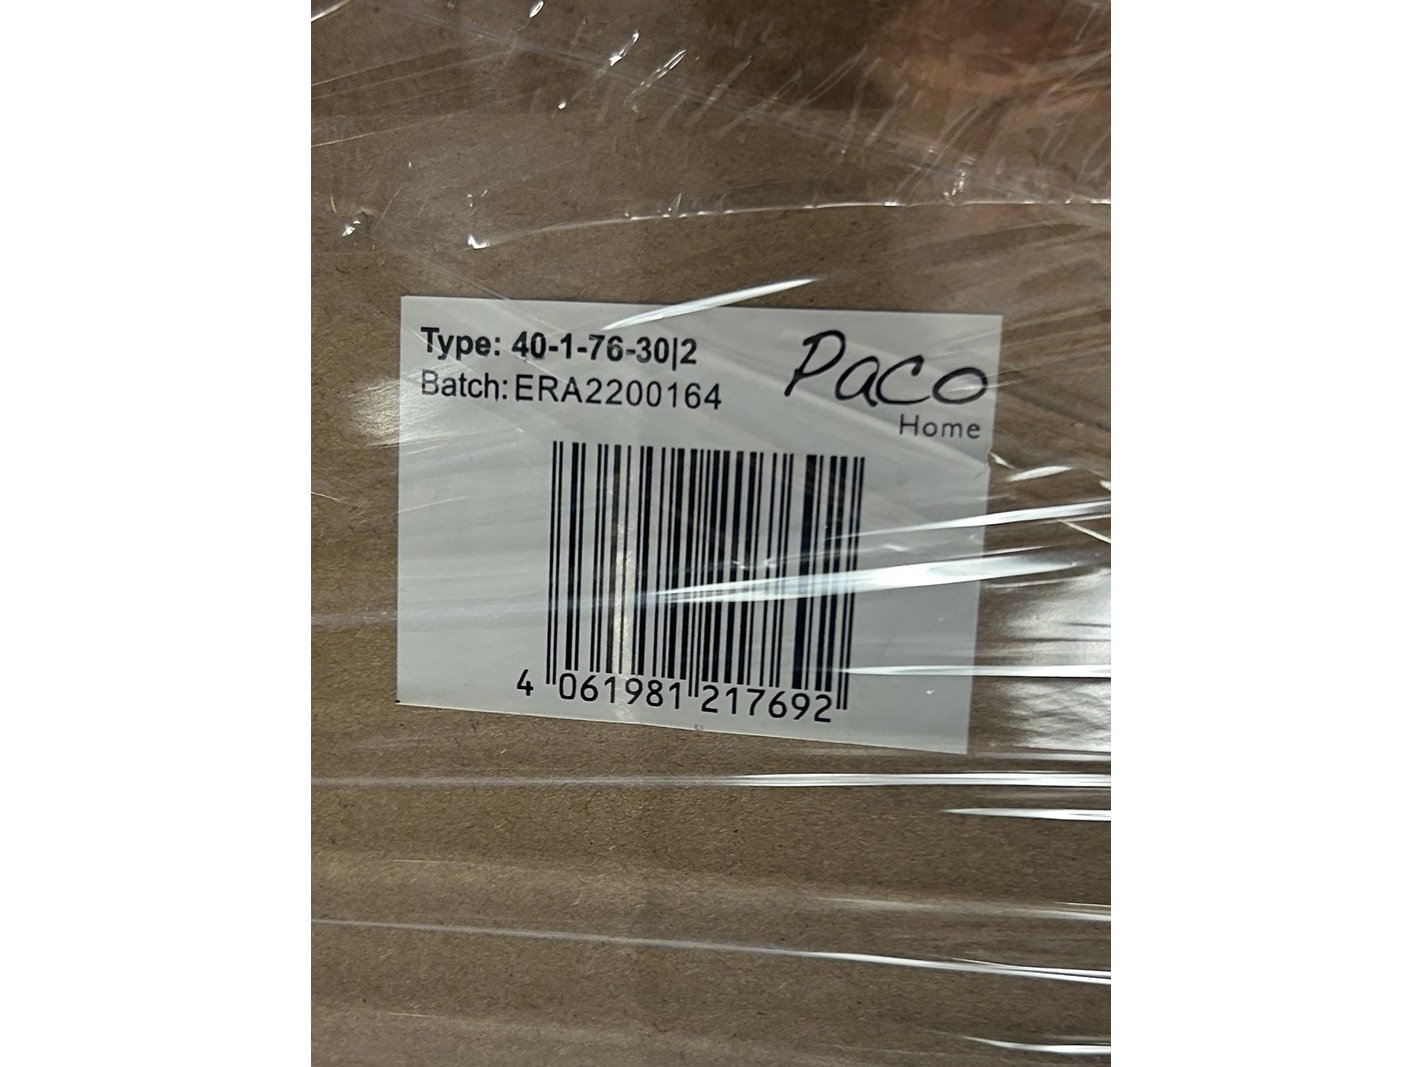 Type: 40-1-76-30|2
Batch: ERA2200164
Paco
Home
4 061981 217692